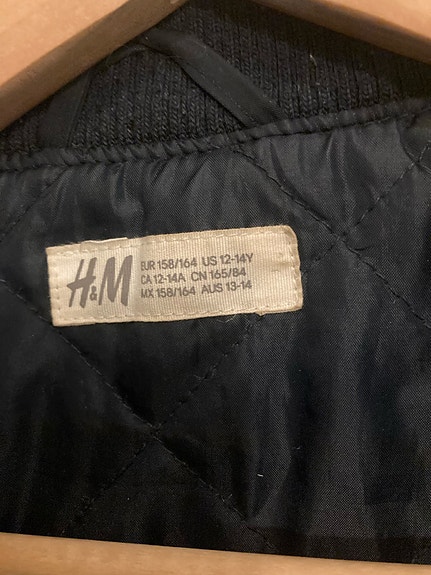 H&M
EUR 158/164 US 12-14Y
CA 12-14A CN 165/84
MX 158/164 AUS 13-14